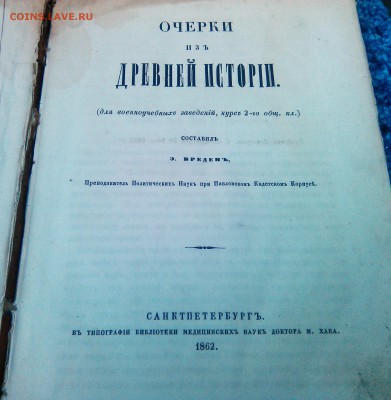 COINSSAVE.RU
ОЧЕРКИ
ИЗЪ
ДРЕВНЕЙ ИСТОРІИ.
(для военноучебныхъ заведеній, курсъ 2-го общ. кл.)
СОСТАВИЛЪ
Э. ВРЕДЕНЪ,
Преподаватель Политическихъ Наукъ при Павловскомъ Кадетскомъ Корпусѣ.
САНКТПЕТЕРБУРГЪ.
ВЪ ТИПОГРАФІИ БИБЛІОТЕКИ МЕДИЦИНСКИХЪ НАУКЪ ДОКТОРА М. ХАНА.
1862.